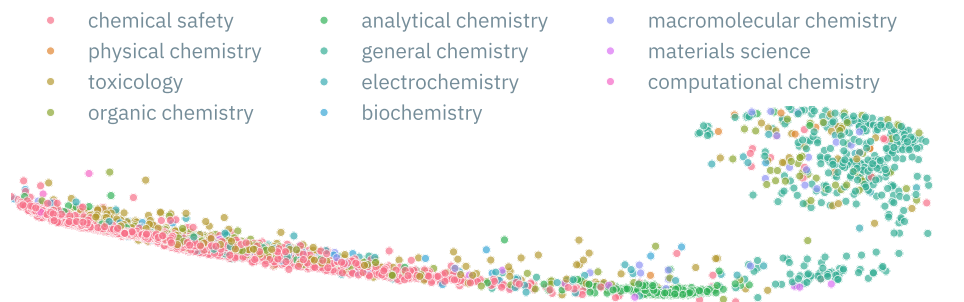 chemical safety
physical chemistry
toxicology
organic chemistry
analytical chemistry
general chemistry
electrochemistry
biochemistry
macromolecular chemistry
materials science
computational chemistry